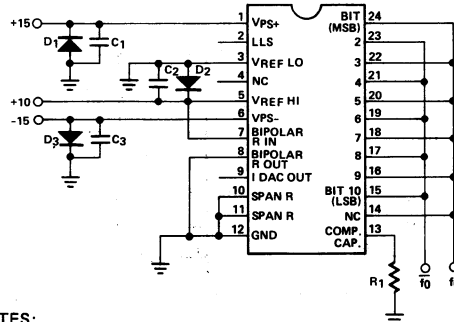 +15 D1 C1 1 VPS+ BIT (MSB) 24
2 LLS 2 23
3 VREF LO 3 22
C2 D2 4 NC 4 21
+10 5 VREF HI 5 20
-15 6 VPS- 6 19
7 BIPOLAR R IN 7 18
D3 C3 8 BIPOLAR R OUT 8 17
9 I DAC OUT 9 16
10 SPAN R BIT 10 (LSB) 15
11 SPAN R NC 14
12 GND COMP. CAP. 13
R1 f0 f
TES: